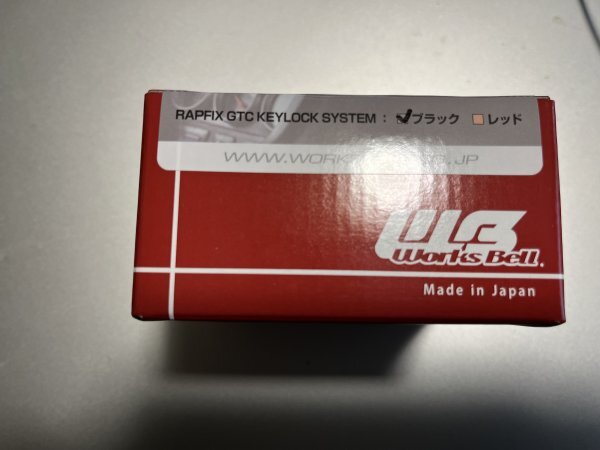 RAPFIX GTC KEYLOCK SYSTEM : ブラック レッド
WWW.WORK
.JP
WB
Works Bell.
Made in Japan